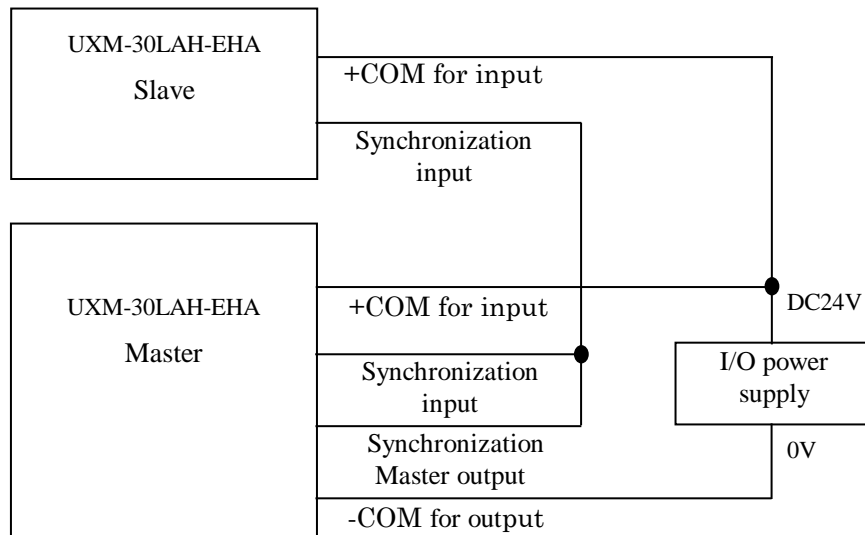 UXM-30LAH-EHA
Slave
+COM for input
Synchronization
input
UXM-30LAH-EHA
Master
+COM for input
DC24V
Synchronization
input
I/O power
supply
Synchronization
Master output
0V
-COM for output